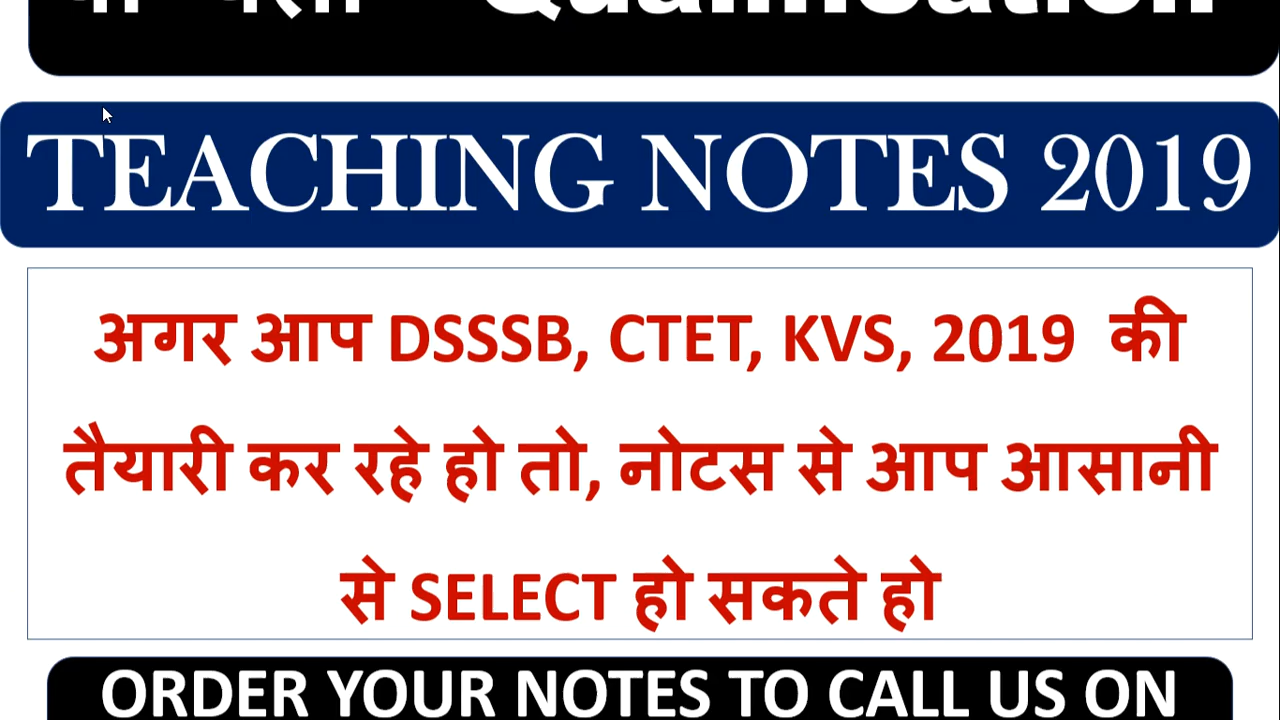 Qualification
TEACHING NOTES 2019
अगर आप DSSSB, CTET, KVS, 2019 की
तैयारी कर रहे हो तो, नोटस से आप आसानी
से SELECT हो सकते हो
ORDER YOUR NOTES TO CALL US ON